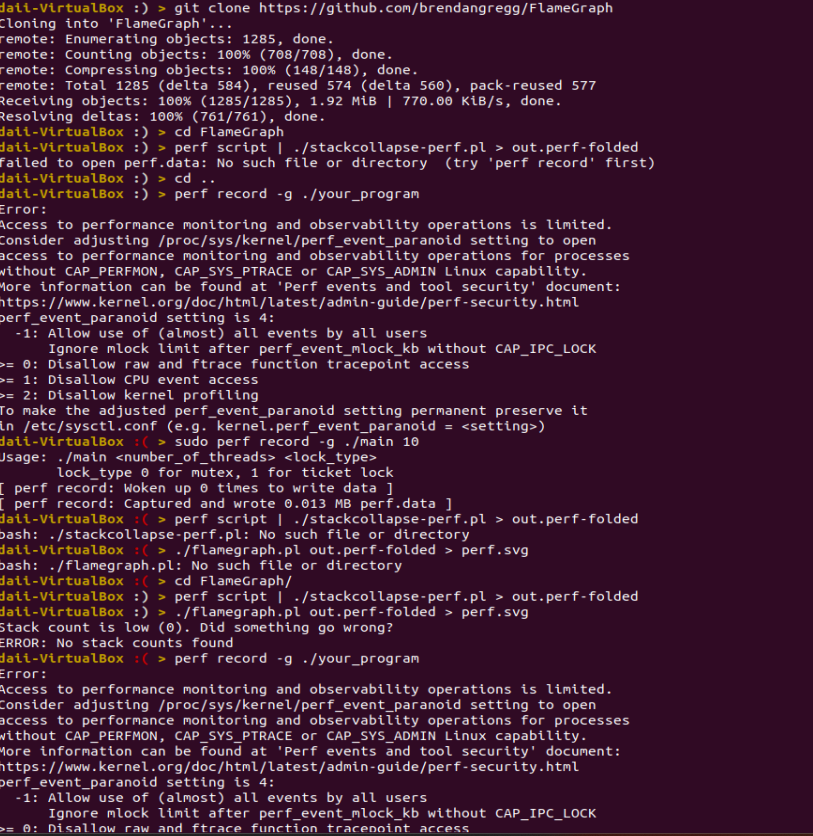 daii-VirtualBox :) > git clone https://github.com/brendangregg/FlameGraph
Cloning into 'FlameGraph'...
remote: Enumerating objects: 1285, done.
remote: Counting objects: 100% (708/708), done.
remote: Compressing objects: 100% (148/148), done.
remote: Total 1285 (delta 584), reused 574 (delta 560), pack-reused 577
Receiving objects: 100% (1285/1285), 1.92 MiB | 770.00 KiB/s, done.
Resolving deltas: 100% (761/761), done.
daii-VirtualBox :) > cd FlameGraph
daii-VirtualBox :) > perf script | ./stackcollapse-perf.pl > out.perf-folded
failed to open perf.data: No such file or directory  (try 'perf record' first)
daii-VirtualBox :) > cd ..
daii-VirtualBox :) > perf record -g ./your_program
Error:
Access to performance monitoring and observability operations is limited.
Consider adjusting /proc/sys/kernel/perf_event_paranoid setting to open
access to performance monitoring and observability operations for processes
without CAP_PERFMON, CAP_SYS_PTRACE or CAP_SYS_ADMIN Linux capability.
More information can be found at 'Perf events and tool security' document:
https://www.kernel.org/doc/html/latest/admin-guide/perf-security.html
perf_event_paranoid setting is 4:
  -1: Allow use of (almost) all events by all users
      Ignore mlock limit after perf_event_mlock_kb without CAP_IPC_LOCK
>= 0: Disallow raw and ftrace function tracepoint access
>= 1: Disallow CPU event access
>= 2: Disallow kernel profiling
To make the adjusted perf_event_paranoid setting permanent preserve it
in /etc/sysctl.conf (e.g. kernel.perf_event_paranoid = <setting>)
daii-VirtualBox :( > sudo perf record -g ./main 10
Usage: ./main <number_of_threads> <lock_type>
       lock_type 0 for mutex, 1 for ticket lock
[ perf record: Woken up 0 times to write data ]
[ perf record: Captured and wrote 0.013 MB perf.data ]
daii-VirtualBox :( > perf script | ./stackcollapse-perf.pl > out.perf-folded
bash: ./stackcollapse-perf.pl: No such file or directory
daii-VirtualBox :( > ./flamegraph.pl out.perf-folded > perf.svg
bash: ./flamegraph.pl: No such file or directory
daii-VirtualBox :( > cd FlameGraph/
daii-VirtualBox :) > perf script | ./stackcollapse-perf.pl > out.perf-folded
daii-VirtualBox :) > ./flamegraph.pl out.perf-folded > perf.svg
Stack count is low (0). Did something go wrong?
ERROR: No stack counts found
daii-VirtualBox :( > perf record -g ./your_program
Error:
Access to performance monitoring and observability operations is limited.
Consider adjusting /proc/sys/kernel/perf_event_paranoid setting to open
access to performance monitoring and observability operations for processes
without CAP_PERFMON, CAP_SYS_PTRACE or CAP_SYS_ADMIN Linux capability.
More information can be found at 'Perf events and tool security' document:
https://www.kernel.org/doc/html/latest/admin-guide/perf-security.html
perf_event_paranoid setting is 4:
  -1: Allow use of (almost) all events by all users
      Ignore mlock limit after perf_event_mlock_kb without CAP_IPC_LOCK
>= 0: Disallow raw and ftrace function tracepoint access